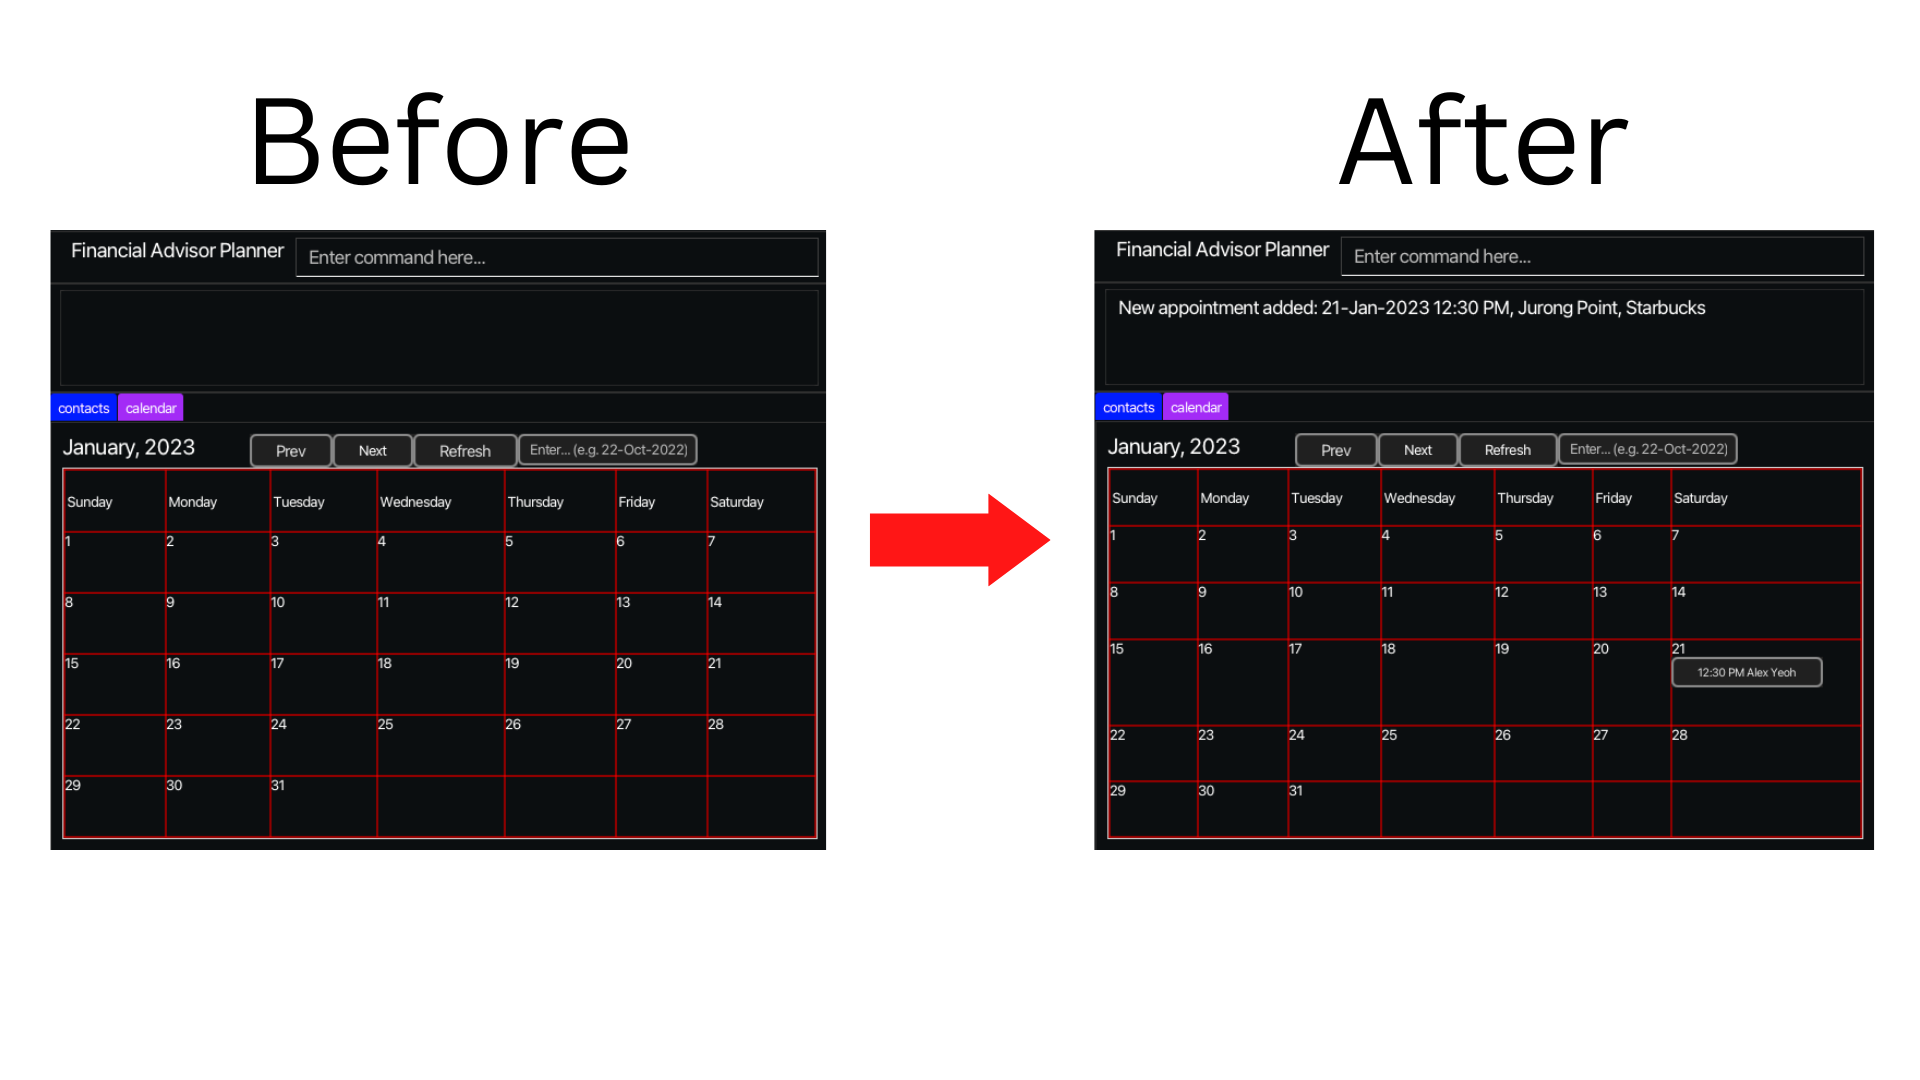 Before
Financial Advisor Planner Enter command here...
contacts calendar
January, 2023 Prev Next Refresh Enter... (e.g. 22-Oct-2022)
Sunday Monday Tuesday Wednesday Thursday Friday Saturday
1 2 3 4 5 6 7
8 9 10 11 12 13 14
15 16 17 18 19 20 21
22 23 24 25 26 27 28
29 30 31
After
Financial Advisor Planner Enter command here...
New appointment added: 21-Jan-2023 12:30 PM, Jurong Point, Starbucks
contacts calendar
January, 2023 Prev Next Refresh Enter... (e.g. 22-Oct-2022)
Sunday Monday Tuesday Wednesday Thursday Friday Saturday
1 2 3 4 5 6 7
8 9 10 11 12 13 14
15 16 17 18 19 20 21
12:30 PM Alex Yeoh
22 23 24 25 26 27 28
29 30 31